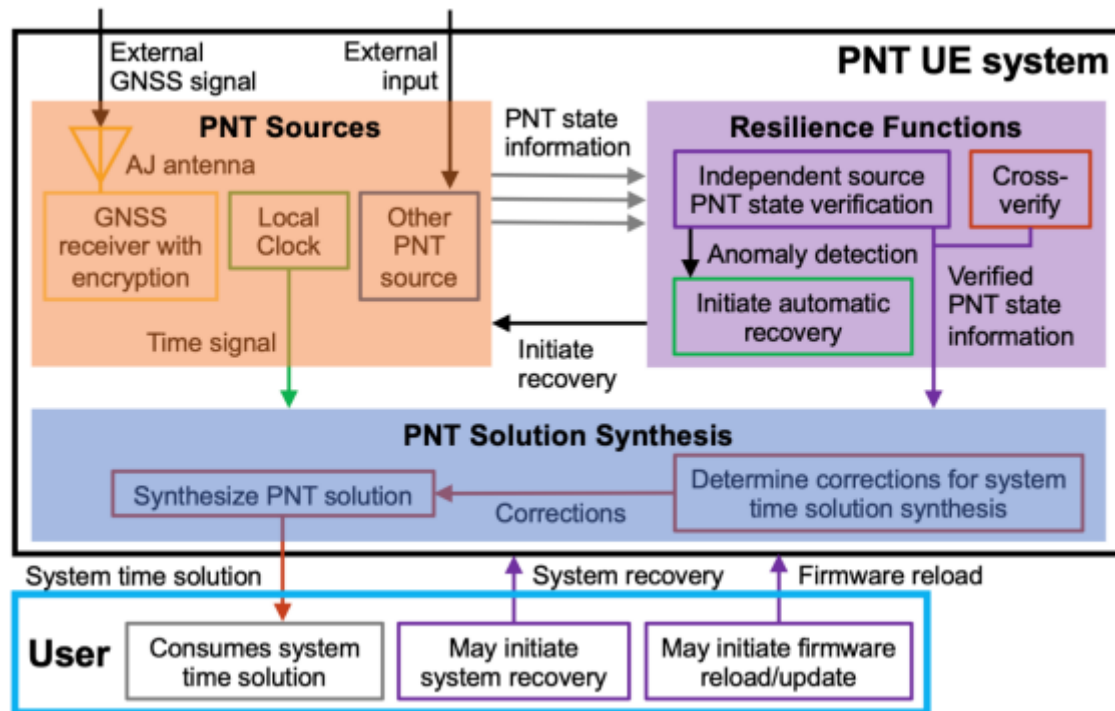 External
GNSS signal
External
input
PNT UE system
PNT Sources
AJ antenna
GNSS
receiver with
encryption
Local
Clock
Other
PNT
source
Time signal
PNT state
information
Initiate
recovery
Resilience Functions
Independent source
PNT state verification
Cross-
verify
Anomaly detection
Initiate automatic
recovery
Verified
PNT state
information
PNT Solution Synthesis
Synthesize PNT solution
Corrections
Determine corrections for system
time solution synthesis
System time solution
System recovery
Firmware reload
User
Consumes system
time solution
May initiate
system recovery
May initiate firmware
reload/update